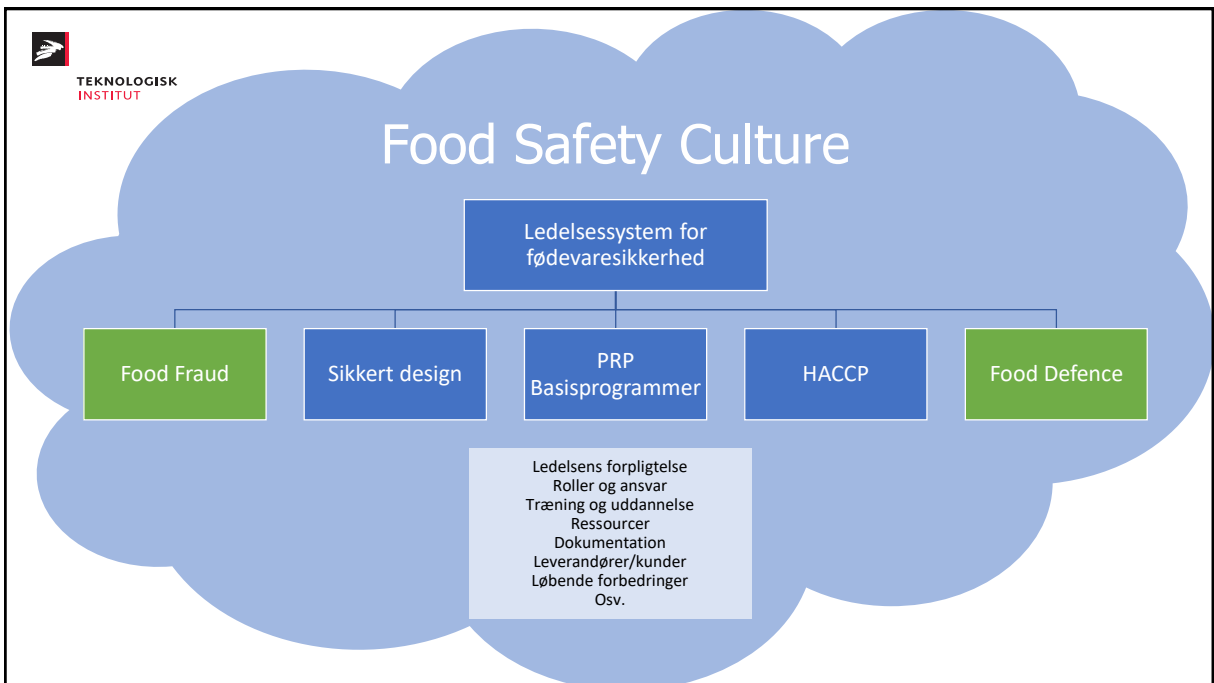 TEKNOLOGISK
INSTITUT
Food Safety Culture
Ledelsessystem for
fødevaresikkerhed
Food Fraud
Sikkert design
PRP
Basisprogrammer
HACCP
Food Defence
Ledelsens forpligtelse
Roller og ansvar
Træning og uddannelse
Ressourcer
Dokumentation
Leverandører/kunder
Løbende forbedringer
Osv.